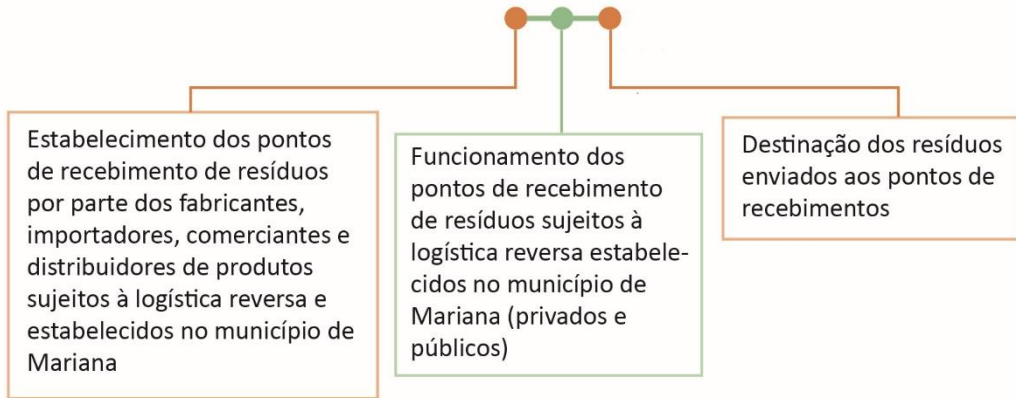 Estabelecimento dos pontos
de recebimento de resíduos
por parte dos fabricantes,
importadores, comerciantes e
distribuidores de produtos
sujeitos à logística reversa e
estabelecidos no município de
Mariana
Funcionamento dos
pontos de recebimento
de resíduos sujeitos à
logística reversa estabele-
cidos no município de
Mariana (privados e
públicos)
Destinação dos resíduos
enviados aos pontos de
recebimentos